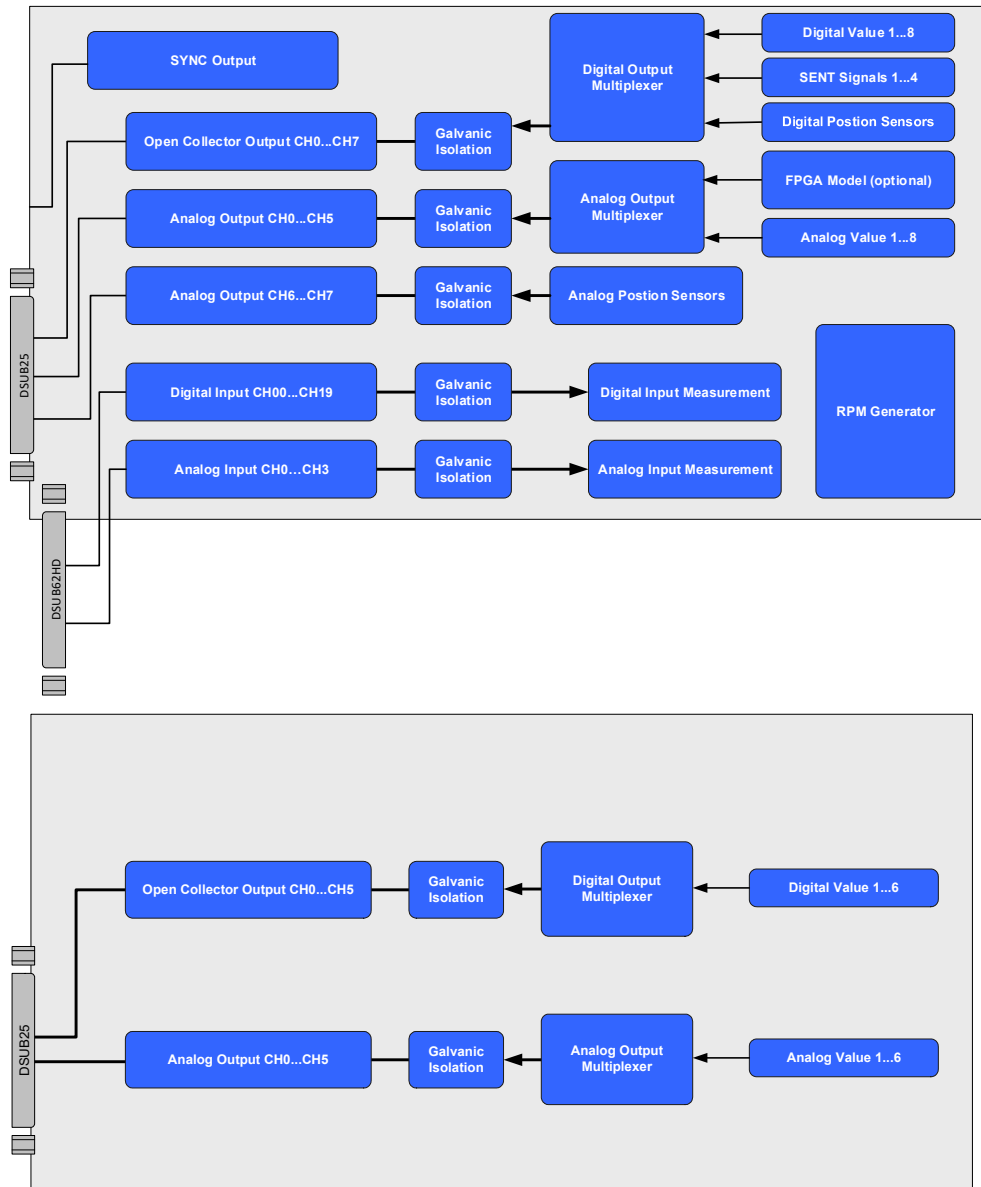 SYNC Output
Digital Output
Multiplexer
Digital Value 1...8
SENT Signals 1...4
Digital Postion Sensors
Open Collector Output CH0...CH7
Galvanic
Isolation
Analog Output CH0...CH5
Galvanic
Isolation
Analog Output
Multiplexer
FPGA Model (optional)
Analog Value 1...8
Analog Output CH6...CH7
Galvanic
Isolation
Analog Postion Sensors
DSUB25
Digital Input CH00...CH19
Galvanic
Isolation
Digital Input Measurement
RPM Generator
Analog Input CH0...CH3
Galvanic
Isolation
Analog Input Measurement
DSUB62HD
Open Collector Output CH0...CH5
Galvanic
Isolation
Digital Output
Multiplexer
Digital Value 1...6
DSUB25
Analog Output CH0...CH5
Galvanic
Isolation
Analog Output
Multiplexer
Analog Value 1...6